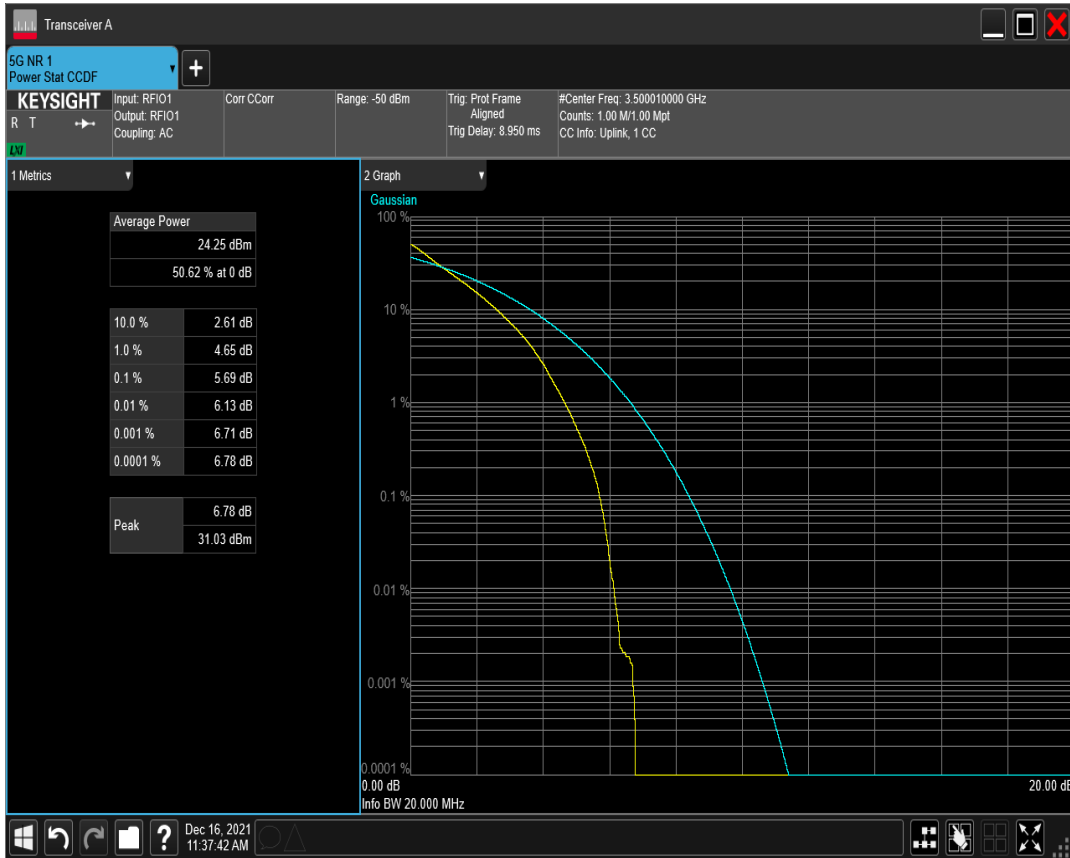 Transceiver A
5G NR 1
Power Stat CCDF
+
KEYSIGHT
R T
LXI
Input: RFIO1
Output: RFIO1
Coupling: AC
Corr CCorr
Range: -50 dBm
Trig: Prot Frame
Aligned
Trig Delay: 8.950 ms
#Center Freq: 3.500010000 GHz
Counts: 1.00 M/1.00 Mpt
CC Info: Uplink, 1 CC
1 Metrics
Average Power
24.25 dBm
50.62 % at 0 dB
10.0 % 2.61 dB
1.0 % 4.65 dB
0.1 % 5.69 dB
0.01 % 6.13 dB
0.001 % 6.71 dB
0.0001 % 6.78 dB
Peak
6.78 dB
31.03 dBm
2 Graph
Gaussian
100 %
10 %
1 %
0.1 %
0.01 %
0.001 %
0.0001 %
0.00 dB 20.00 dB
Info BW 20.000 MHz
? Dec 16, 2021
11:37:42 AM